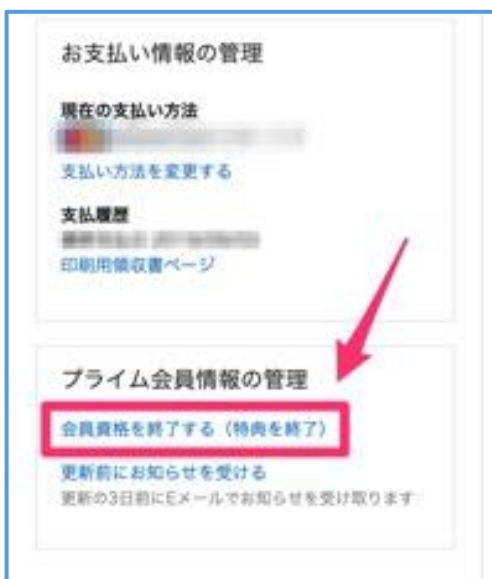 お支払い情報の管理
現在の支払い方法
支払い方法を変更する
支払履歴
印刷用領収書ページ
プライム会員情報の管理
会員資格を終了する（特典を終了）
更新前にお知らせを受ける
更新の3日前にEメールでお知らせを受け取ります